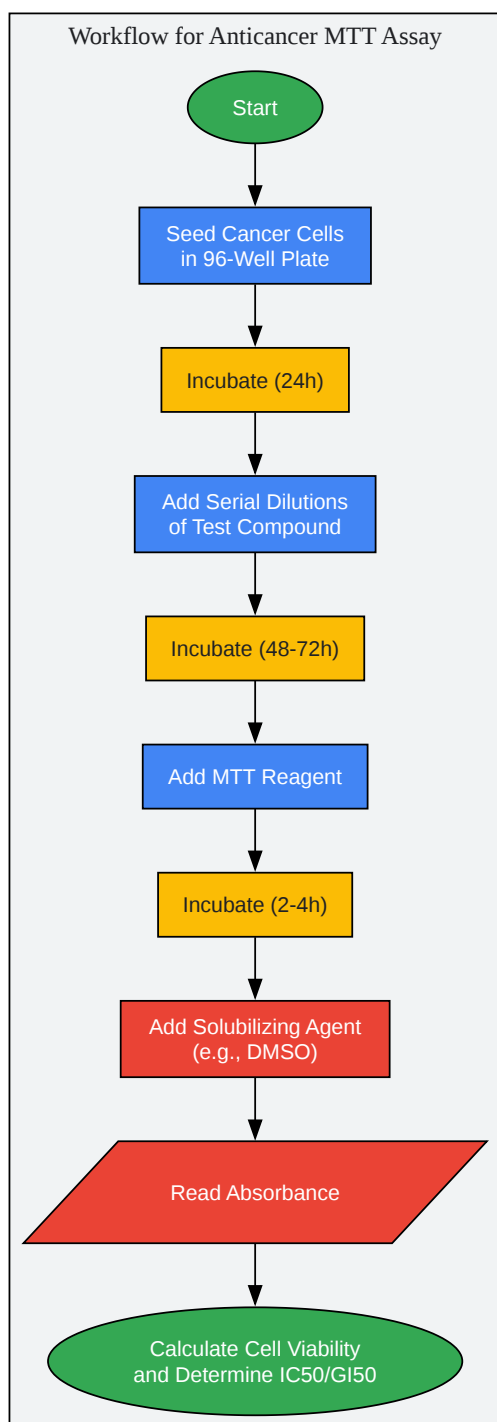 Workflow for Anticancer MTT Assay
Start
Seed Cancer Cells
in 96-Well Plate
Incubate (24h)
Add Serial Dilutions
of Test Compound
Incubate (48-72h)
Add MTT Reagent
Incubate (2-4h)
Add Solubilizing Agent
(e.g., DMSO)
Read Absorbance
Calculate Cell Viability
and Determine IC50/GI50